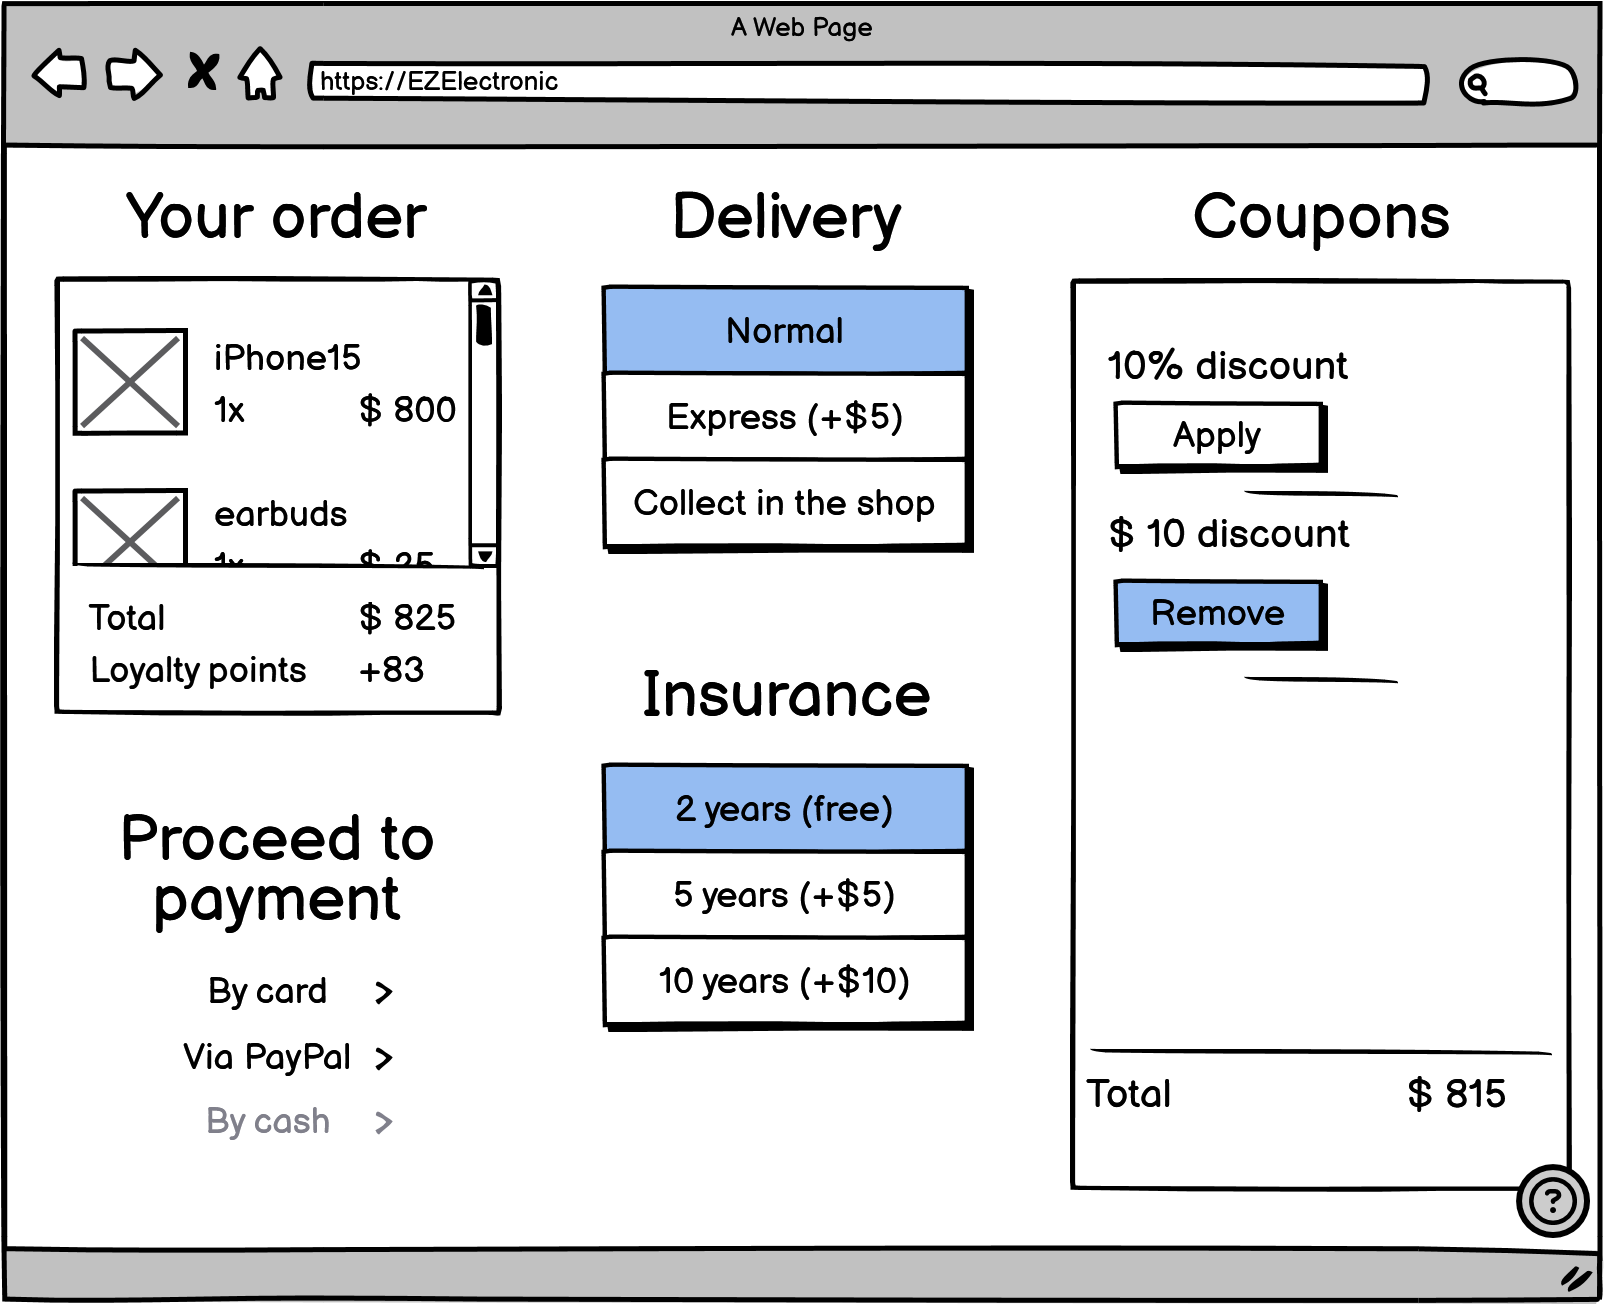 A Web Page
https://EZElectronic
Your order
iPhone15
1x $ 800
earbuds
1x $ 25
Total $ 825
Loyalty points +83
Proceed to
payment
By card >
Via PayPal >
By cash >
Delivery
Normal
Express (+$5)
Collect in the shop
Insurance
2 years (free)
5 years (+$5)
10 years (+$10)
Coupons
10% discount
Apply
$ 10 discount
Remove
Total $ 815
?